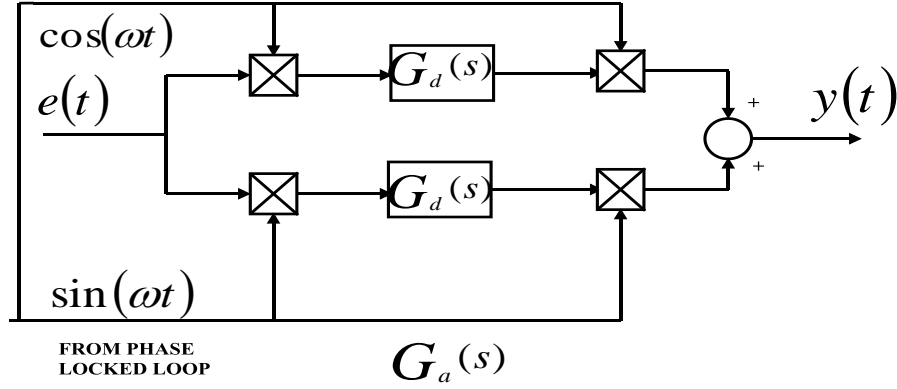 cos(ωt)
e(t)
G_d(s)
+
y(t)
+
G_d(s)
sin(ωt)
FROM PHASE
LOCKED LOOP
G_a(s)